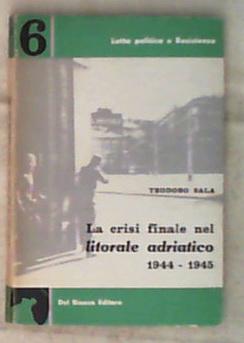 6
Lotta politica e Resistenza
TEODORO SALA
La crisi finale nel
litorale adriatico
1944 - 1945
Del Bianco Editore